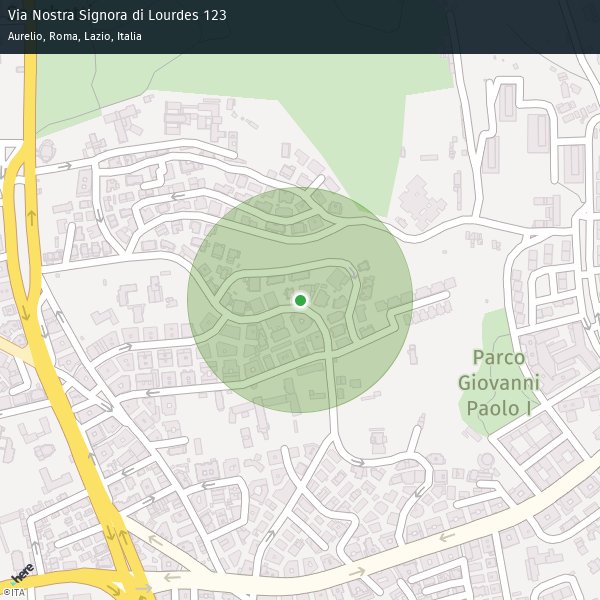 Via Nostra Signora di Lourdes 123
Aurelio, Roma, Lazio, Italia
Parco
Giovanni
Paolo I
here
©ITA